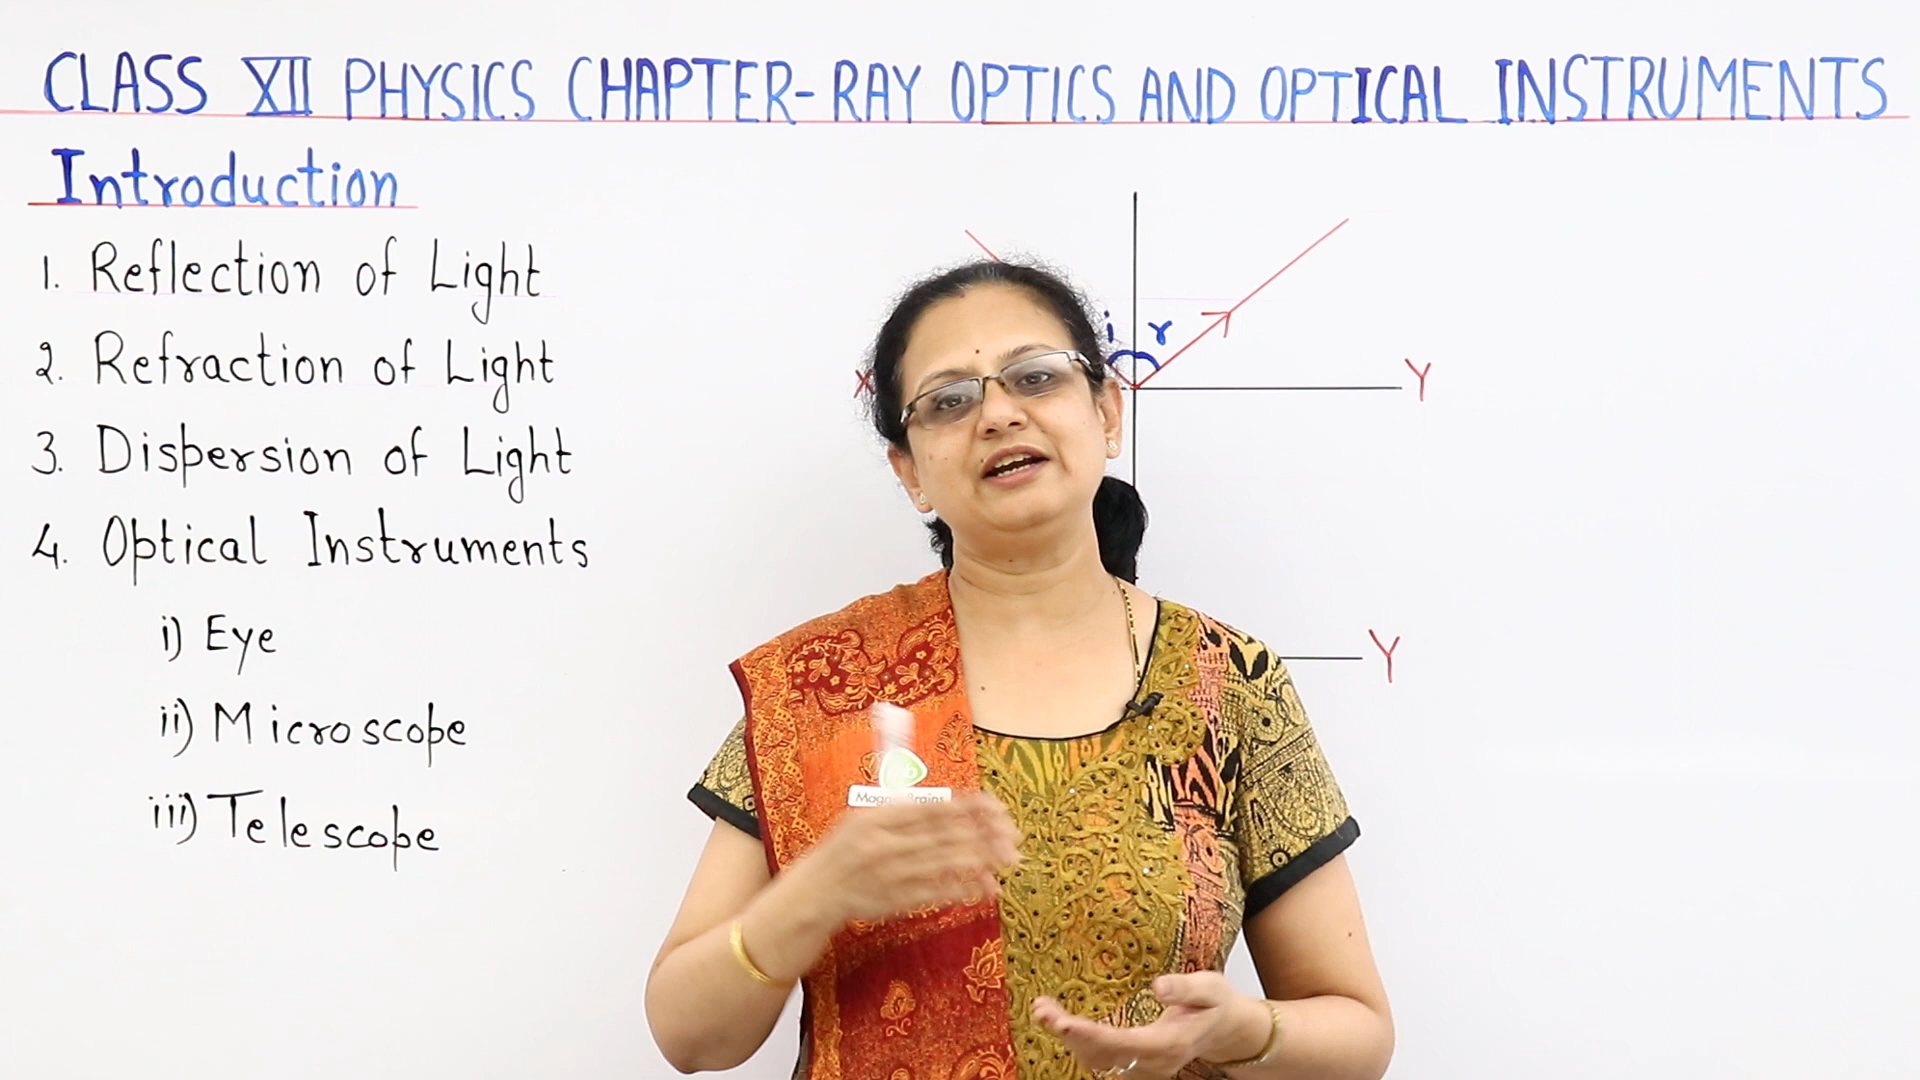 CLASS XII PHYSICS CHAPTER-RAY OPTICS AND OPTICAL INSTRUMENTS
Introduction
1. Reflection of Light
2. Refraction of Light
3. Dispersion of Light
4. Optical Instruments
i) Eye
ii) Microscope
iii) Telescope
i r
X Y
Y